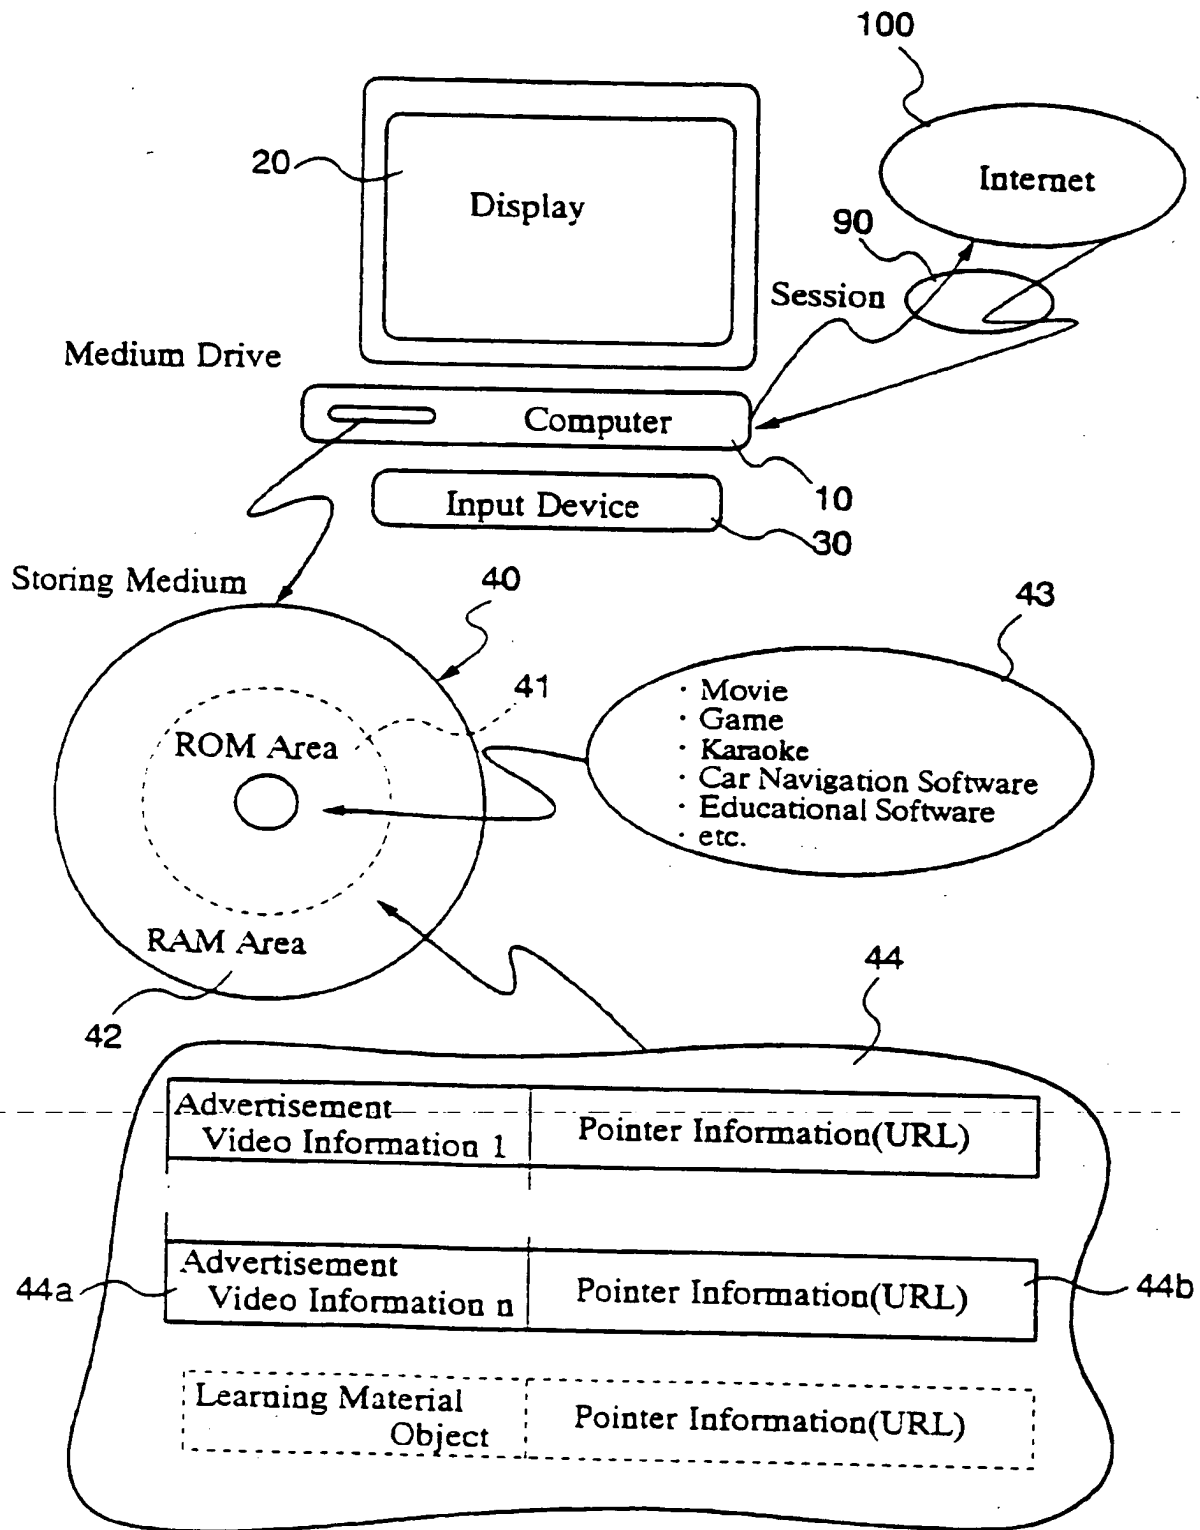 100
20
Display
Internet
90
Session
Medium Drive
Computer
10
Input Device
30
Storing Medium
40
43
41
ROM Area
· Movie
· Game
· Karaoke
· Car Navigation Software
· Educational Software
· etc.
RAM Area
42
44
Advertisement
Video Information 1
Pointer Information(URL)
Advertisement
Video Information n
Pointer Information(URL)
44a
44b
Learning Material
Object
Pointer Information(URL)